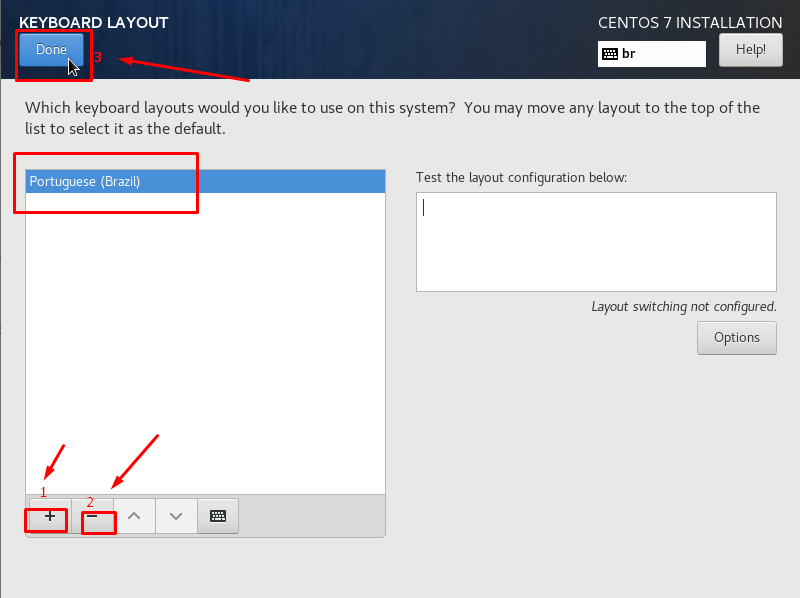 KEYBOARD LAYOUT
CENTOS 7 INSTALLATION
Done
3
br
Help!
Which keyboard layouts would you like to use on this system? You may move any layout to the top of the
list to select it as the default.
Portuguese (Brazil)
Test the layout configuration below:
Layout switching not configured.
Options
1
2